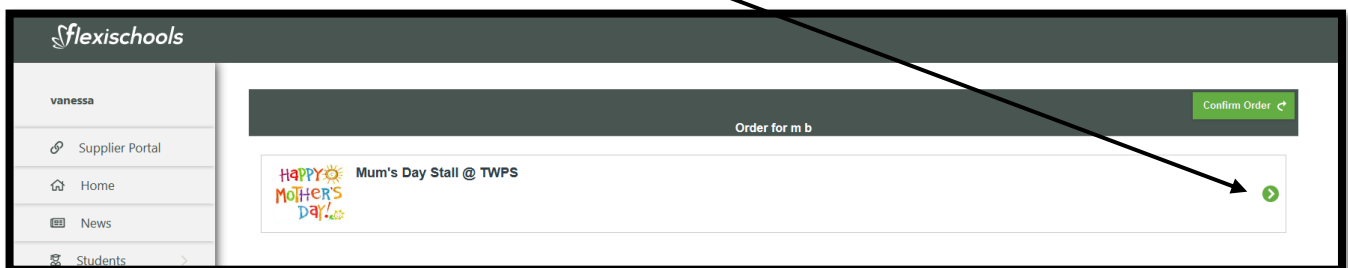 flexischools
vanessa
Confirm Order
Order for m b
Supplier Portal
HAPPY
MOTHER'S
DAY!
Mum's Day Stall @ TWPS
Home
News
Students